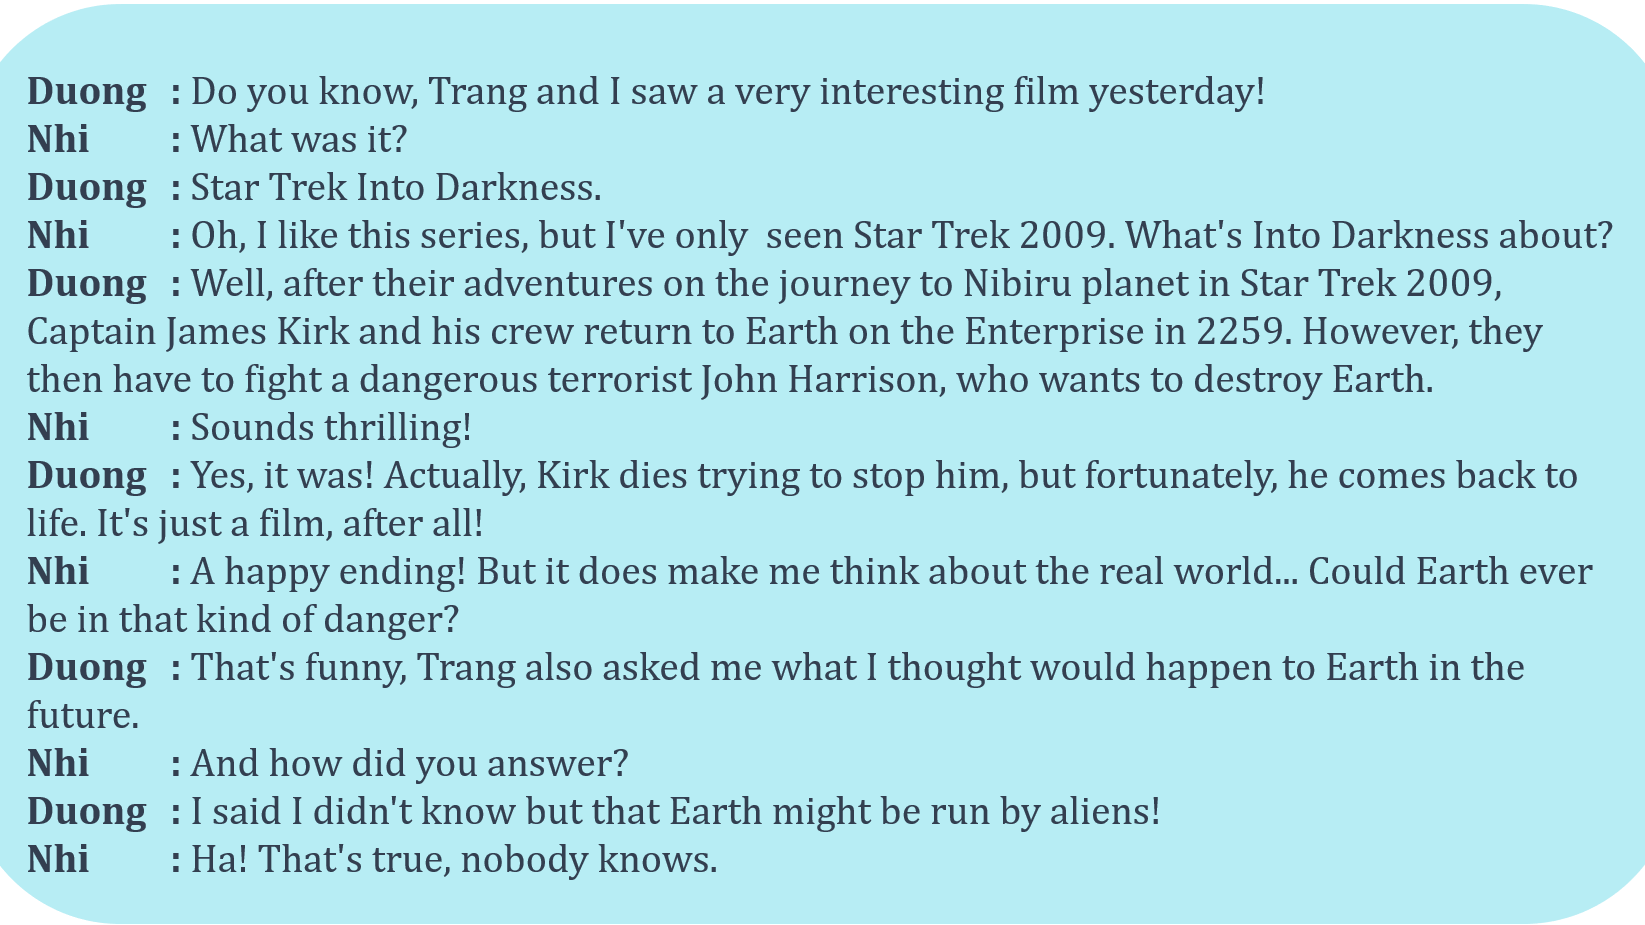 Duong : Do you know, Trang and I saw a very interesting film yesterday!
Nhi : What was it?
Duong : Star Trek Into Darkness.
Nhi : Oh, I like this series, but I've only  seen Star Trek 2009. What's Into Darkness about?
Duong : Well, after their adventures on the journey to Nibiru planet in Star Trek 2009,
Captain James Kirk and his crew return to Earth on the Enterprise in 2259. However, they
then have to fight a dangerous terrorist John Harrison, who wants to destroy Earth.
Nhi : Sounds thrilling!
Duong : Yes, it was! Actually, Kirk dies trying to stop him, but fortunately, he comes back to
life. It's just a film, after all!
Nhi : A happy ending! But it does make me think about the real world... Could Earth ever
be in that kind of danger?
Duong : That's funny, Trang also asked me what I thought would happen to Earth in the
future.
Nhi : And how did you answer?
Duong : I said I didn't know but that Earth might be run by aliens!
Nhi : Ha! That's true, nobody knows.